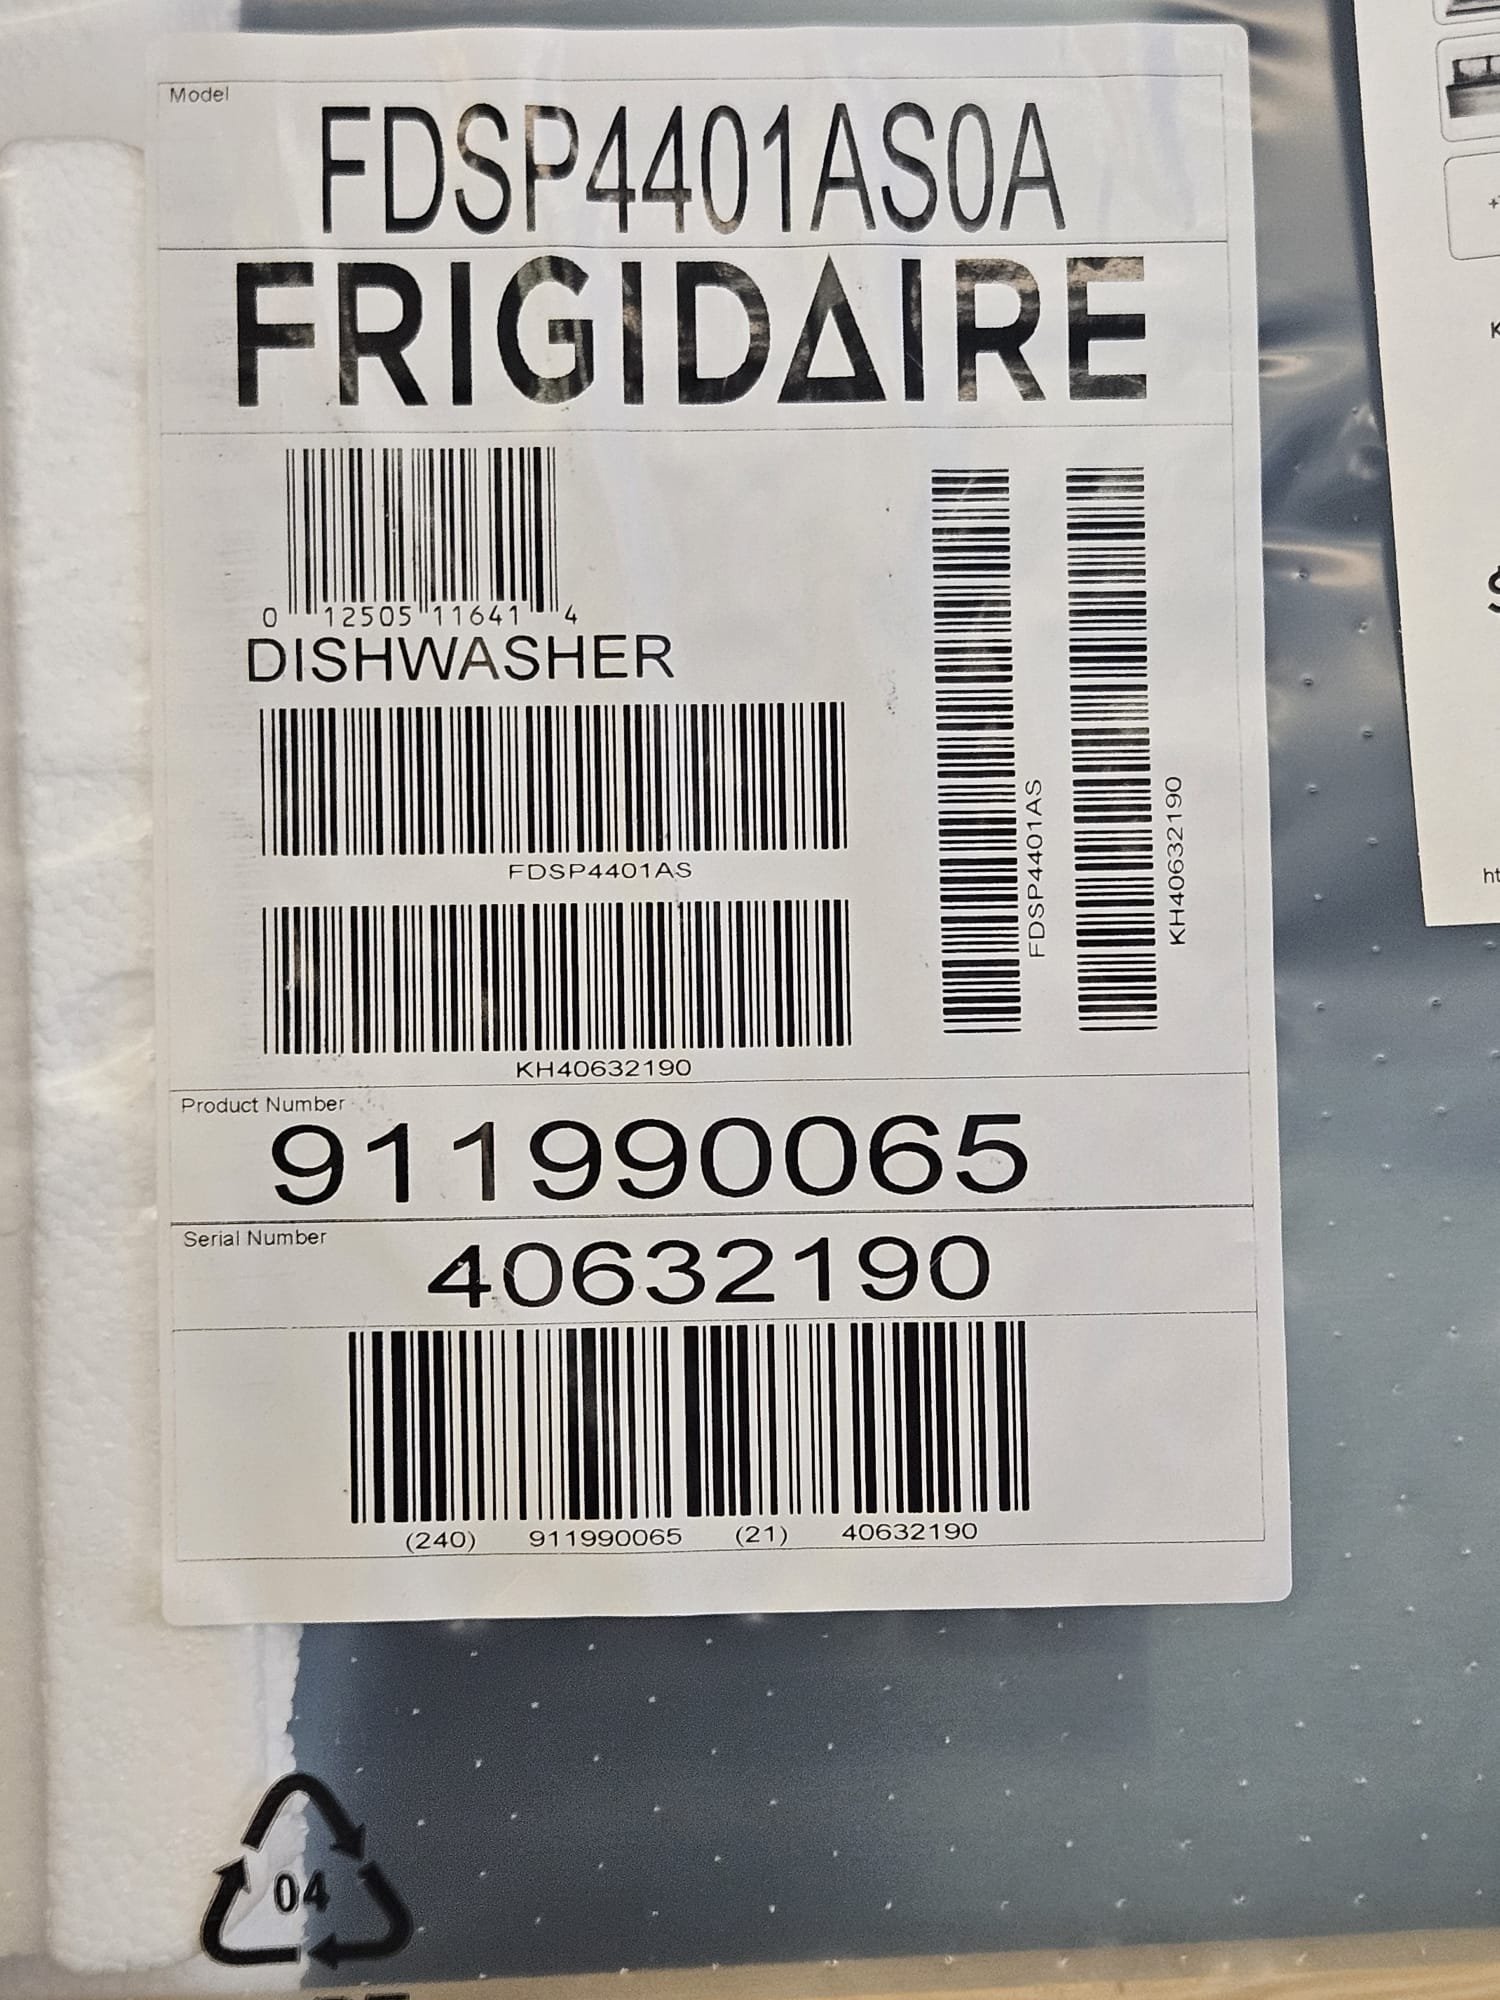 Model
FDSP4401AS0A
FRIGIDAIRE
0 12505 11641 4
DISHWASHER
FDSP4401AS
KH40632190
FDSP4401AS
KH40632190
Product Number
911990065
Serial Number
40632190
(240) 911990065 (21) 40632190
04